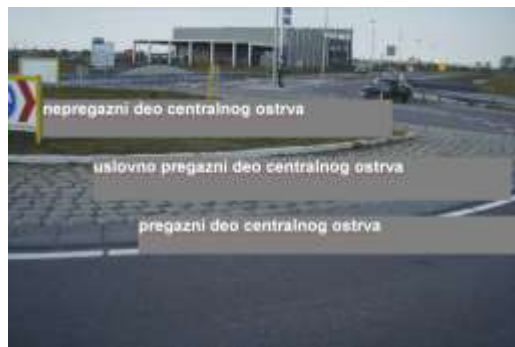 nepregazni deo centralnog ostrva
uslovno pregazni deo centralnog ostrva
pregazni deo centralnog ostrva